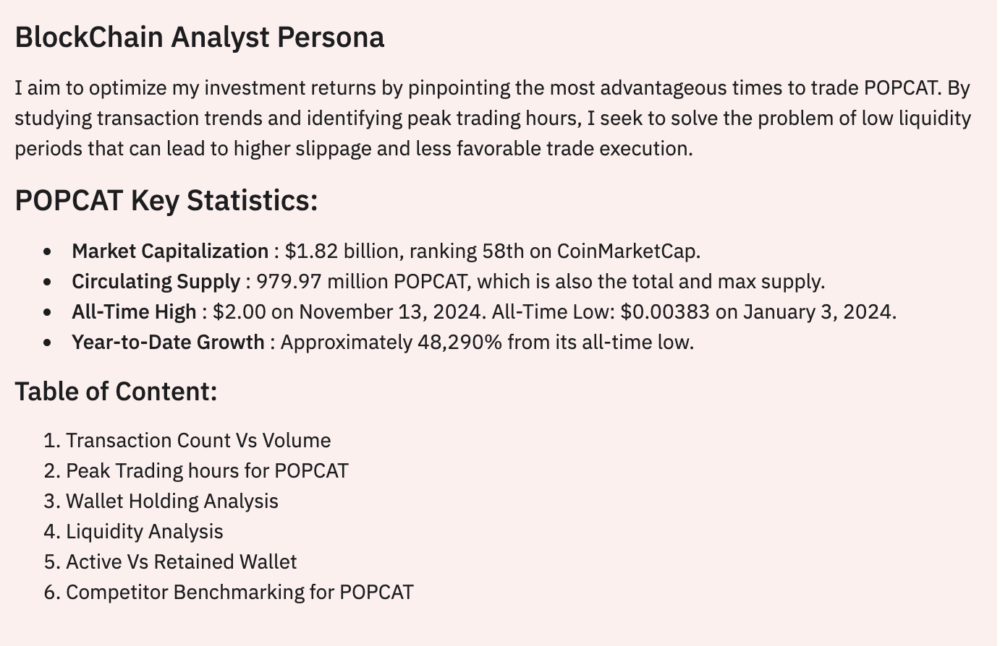 BlockChain Analyst Persona
I aim to optimize my investment returns by pinpointing the most advantageous times to trade POPCAT. By
studying transaction trends and identifying peak trading hours, I seek to solve the problem of low liquidity
periods that can lead to higher slippage and less favorable trade execution.
POPCAT Key Statistics:
• Market Capitalization : $1.82 billion, ranking 58th on CoinMarketCap.
• Circulating Supply : 979.97 million POPCAT, which is also the total and max supply.
• All-Time High : $2.00 on November 13, 2024. All-Time Low: $0.00383 on January 3, 2024.
• Year-to-Date Growth : Approximately 48,290% from its all-time low.
Table of Content:
1. Transaction Count Vs Volume
2. Peak Trading hours for POPCAT
3. Wallet Holding Analysis
4. Liquidity Analysis
5. Active Vs Retained Wallet
6. Competitor Benchmarking for POPCAT